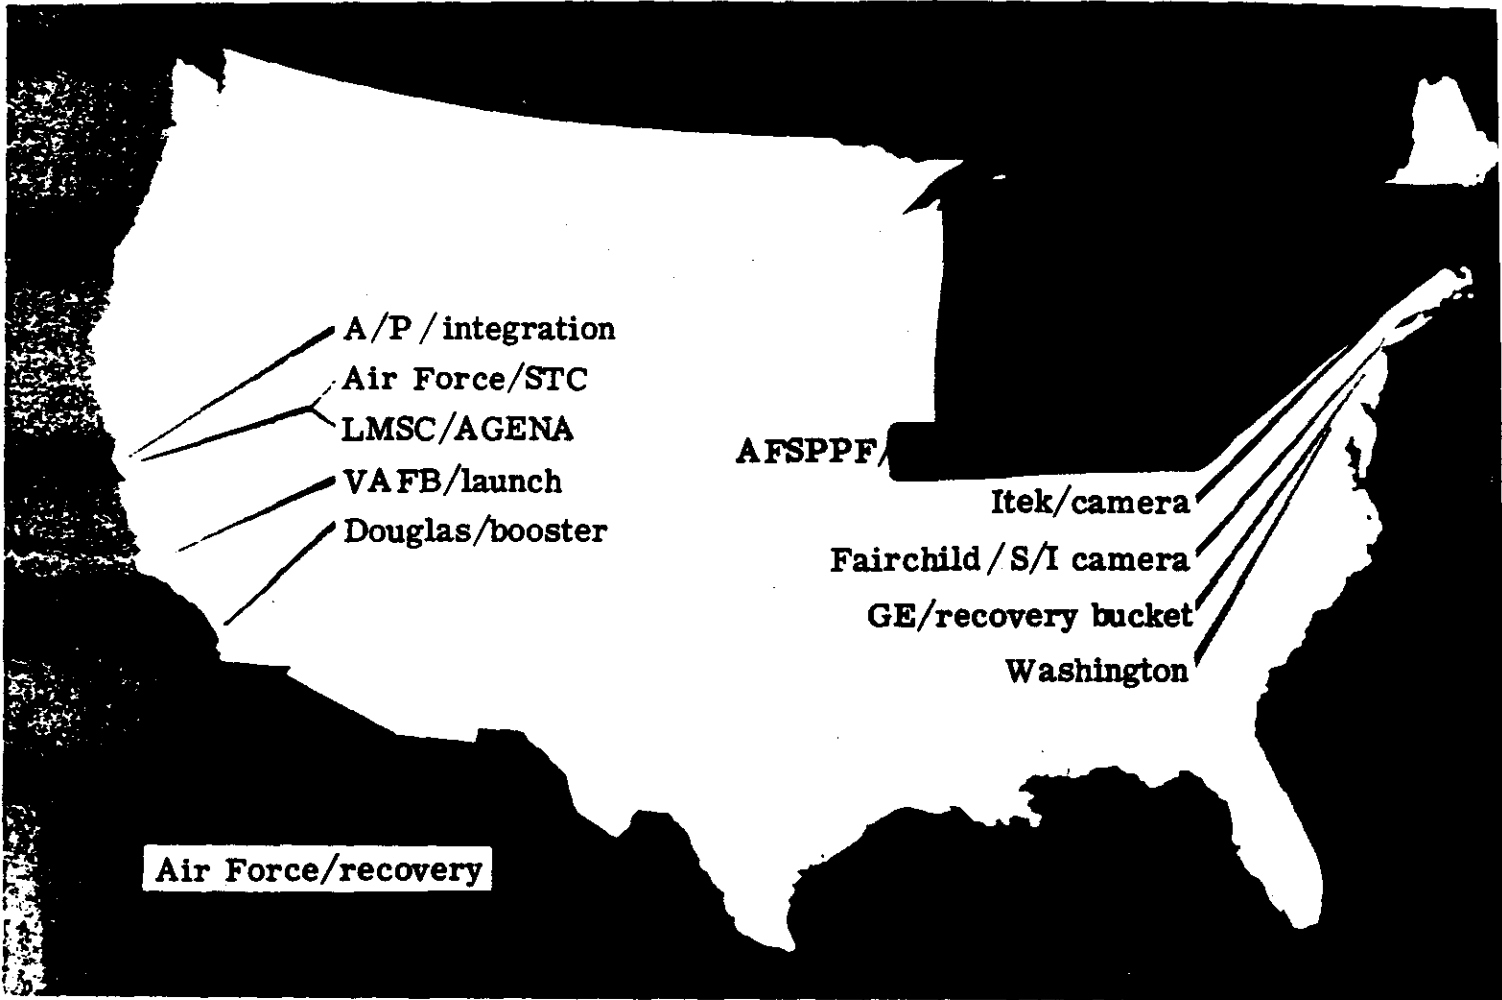 A/P/integration
Air Force/STC
LMSC/AGENA
VAFB/launch
Douglas/booster
AFSPPF/
Itek/camera
Fairchild/S/I camera
GE/recovery bucket
Washington
Air Force/recovery